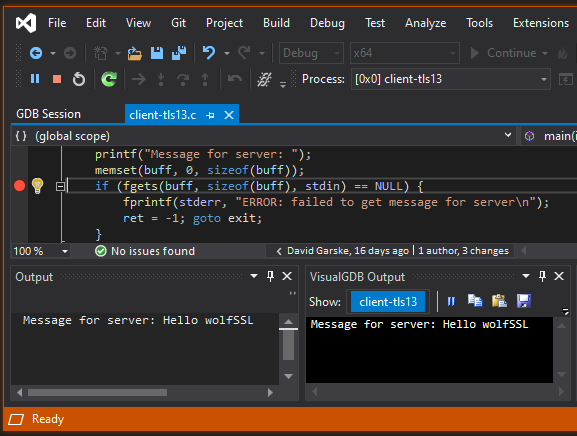 File Edit View Git Project Build Debug Test Analyze Tools Extensions
Debug x64 Continue
Process: [0x0] client-tls13
GDB Session client-tls13.c
{ } (global scope) main(i
printf("Message for server: ");
memset(buff, 0, sizeof(buff));
if (fgets(buff, sizeof(buff), stdin) == NULL) {
fprintf(stderr, "ERROR: failed to get message for server\n");
ret = -1; goto exit;
}
100 % No issues found David Garske, 16 days ago | 1 author, 3 changes
Output
Message for server: Hello wolfSSL
VisualGDB Output
Show: client-tls13
Message for server: Hello wolfSSL
Ready